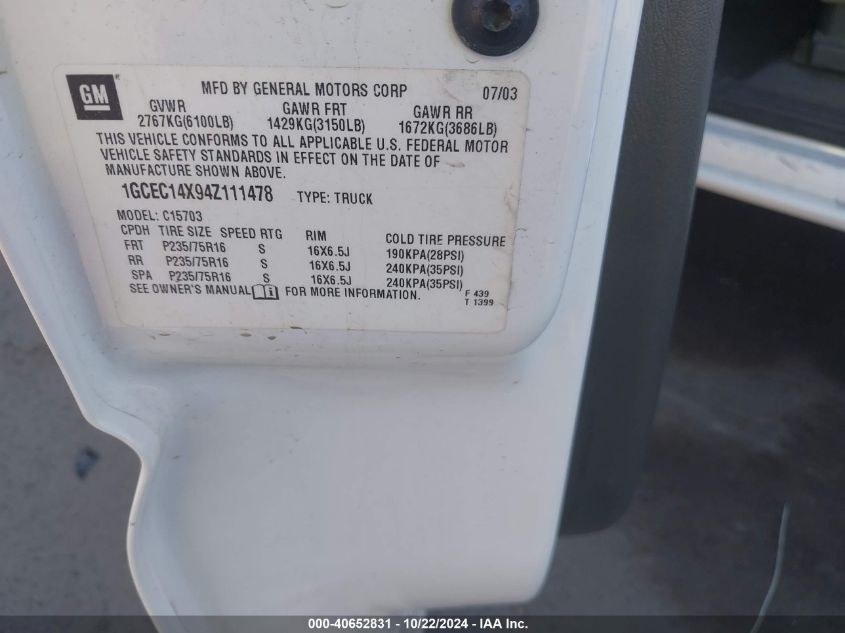 GM
MFD BY GENERAL MOTORS CORP 07/03
GVWR GAWR FRT GAWR RR
2767KG(6100LB) 1429KG(3150LB) 1672KG(3686LB)
THIS VEHICLE CONFORMS TO ALL APPLICABLE U.S. FEDERAL MOTOR
VEHICLE SAFETY STANDARDS IN EFFECT ON THE DATE OF
MANUFACTURE SHOWN ABOVE.
1GCEC14X94Z111478 TYPE: TRUCK
MODEL: C15703
CPDH TIRE SIZE SPEED RTG RIM COLD TIRE PRESSURE
FRT P235/75R16 S 16X6.5J 190KPA(28PSI)
RR P235/75R16 S 16X6.5J 240KPA(35PSI)
SPA P235/75R16 S 16X6.5J 240KPA(35PSI)
SEE OWNER'S MANUAL FOR MORE INFORMATION.
F 439
T 1399
000-40652831 - 10/22/2024 - IAA Inc.